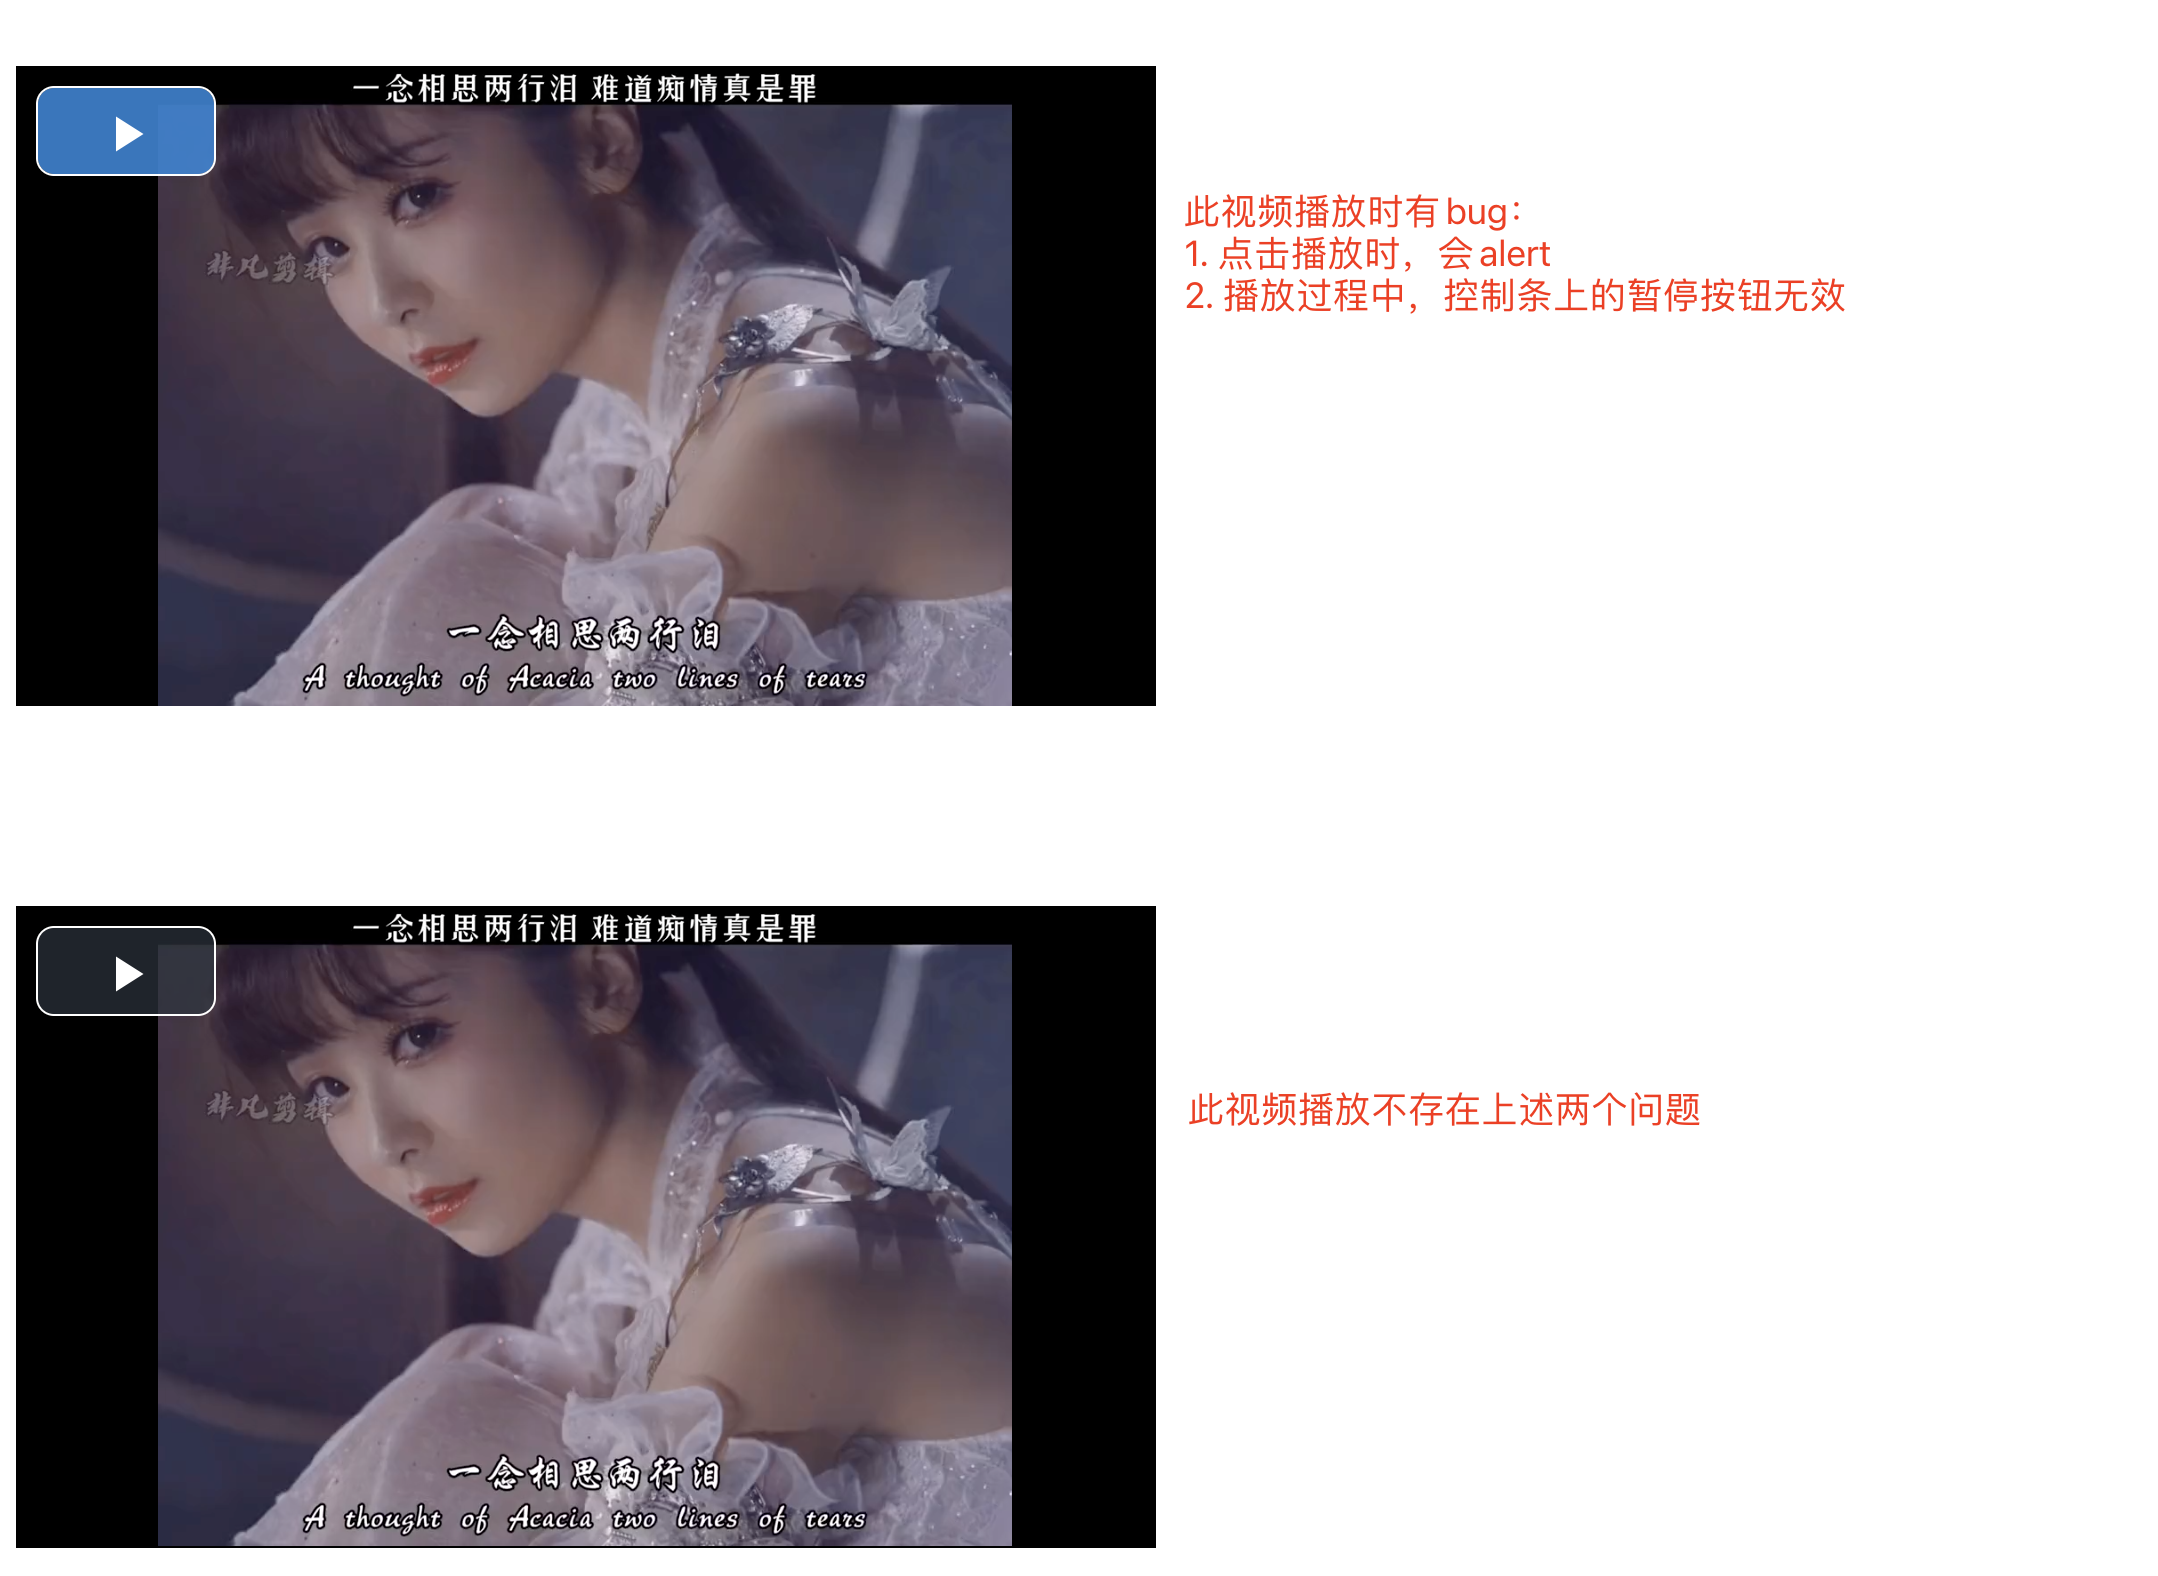 一念相思两行泪 难道痴情真是罪
非凡剪辑
一念相思两行泪
A thought of Acacia two lines of tears
此视频播放时有bug：
1. 点击播放时，会alert
2. 播放过程中，控制条上的暂停按钮无效
一念相思两行泪 难道痴情真是罪
非凡剪辑
一念相思两行泪
A thought of Acacia two lines of tears
此视频播放不存在上述两个问题